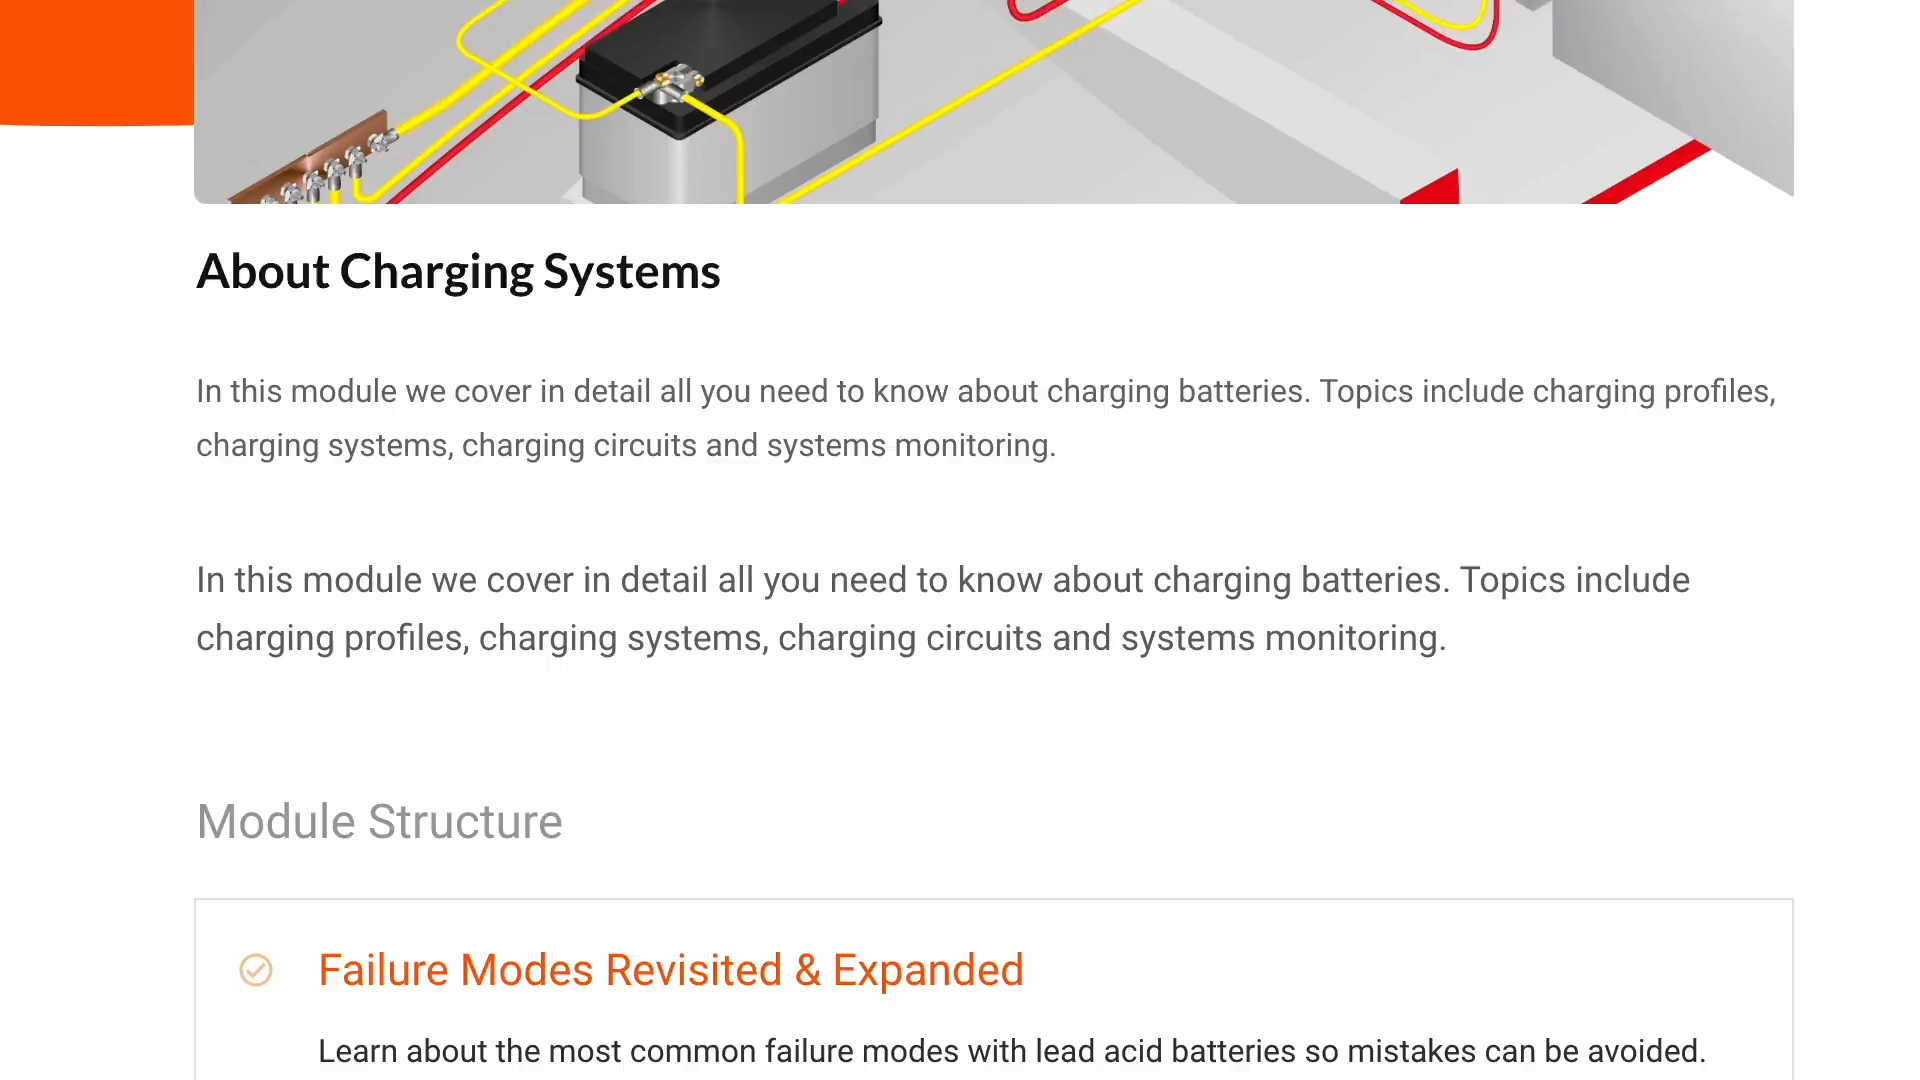 About Charging Systems
In this module we cover in detail all you need to know about charging batteries. Topics include charging profiles,
charging systems, charging circuits and systems monitoring.
In this module we cover in detail all you need to know about charging batteries. Topics include
charging profiles, charging systems, charging circuits and systems monitoring.
Module Structure
Failure Modes Revisited & Expanded
Learn about the most common failure modes with lead acid batteries so mistakes can be avoided.